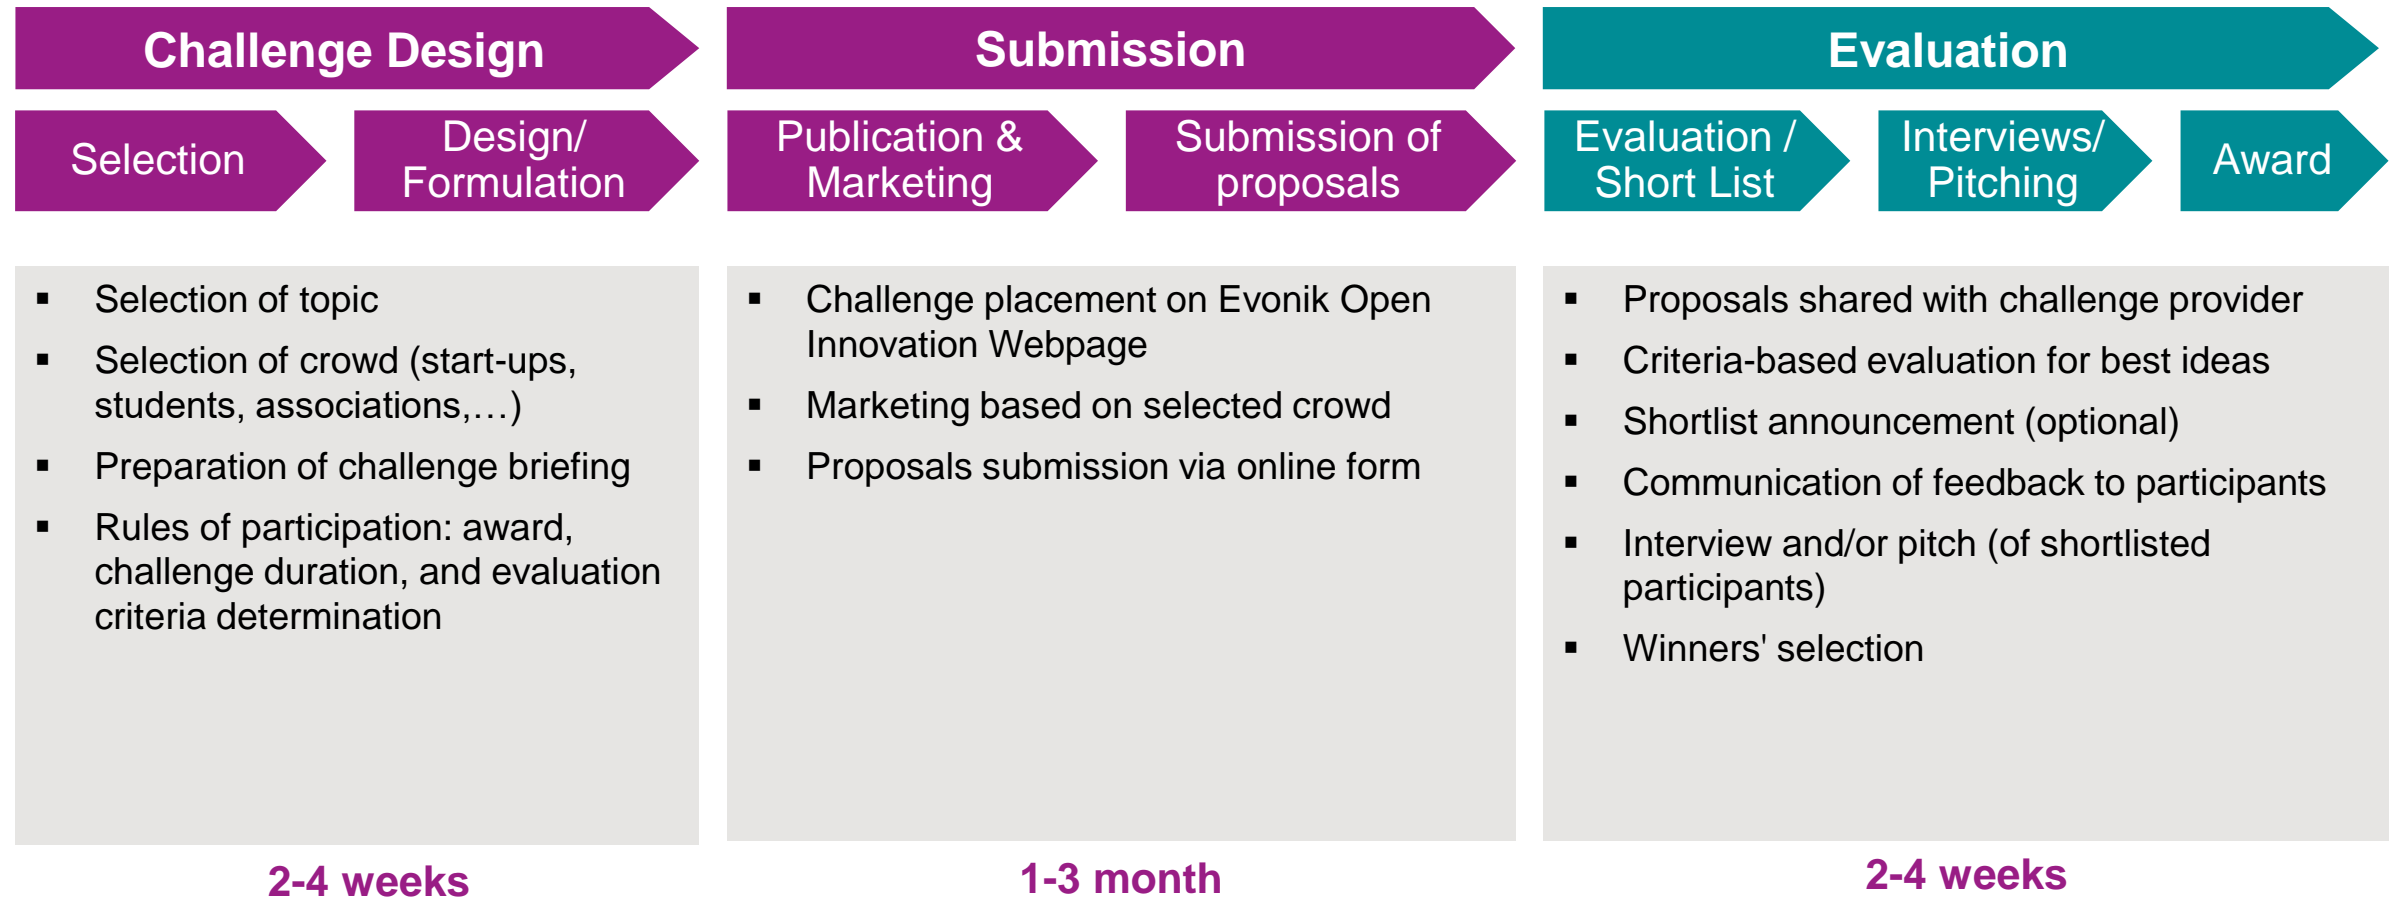 Challenge Design
Submission
Evaluation
Selection
Design/
Formulation
Publication &
Marketing
Submission of
proposals
Evaluation /
Short List
Interviews/
Pitching
Award
▪ Selection of topic
▪ Selection of crowd (start-ups,
students, associations,…)
▪ Preparation of challenge briefing
▪ Rules of participation: award,
challenge duration, and evaluation
criteria determination
▪ Challenge placement on Evonik Open
Innovation Webpage
▪ Marketing based on selected crowd
▪ Proposals submission via online form
▪ Proposals shared with challenge provider
▪ Criteria-based evaluation for best ideas
▪ Shortlist announcement (optional)
▪ Communication of feedback to participants
▪ Interview and/or pitch (of shortlisted
participants)
▪ Winners' selection
2-4 weeks
1-3 month
2-4 weeks